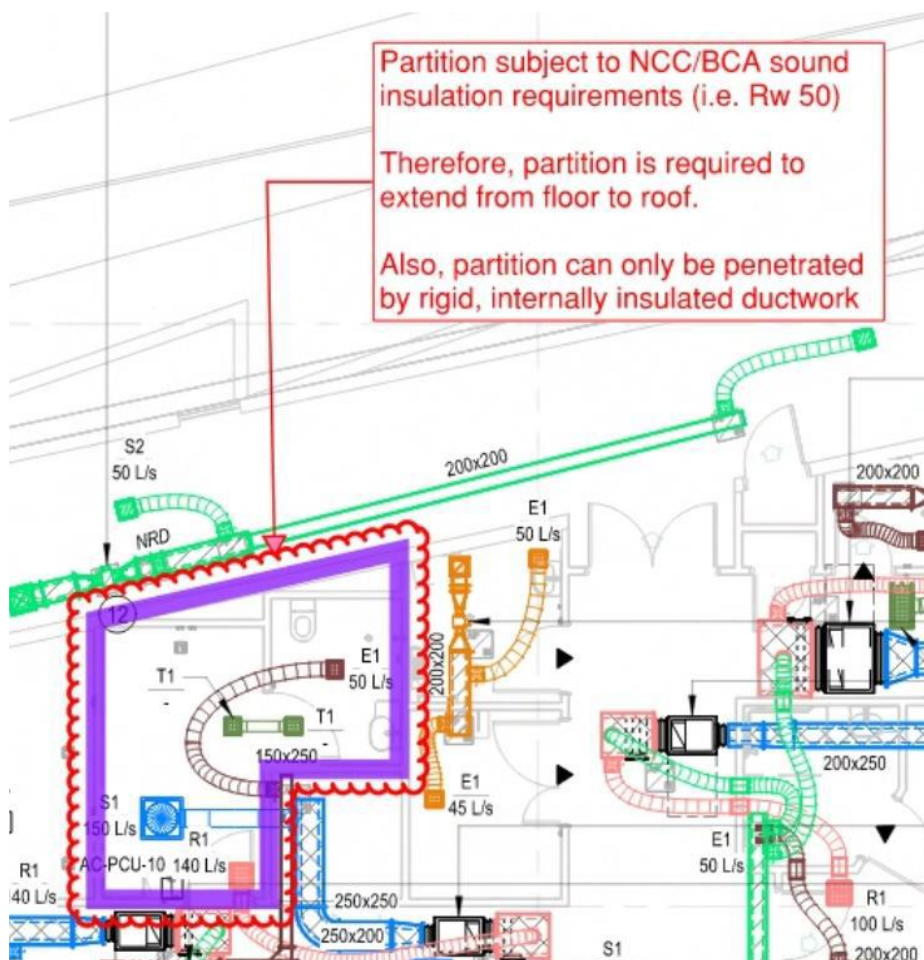 Partition subject to NCC/BCA sound
insulation requirements (i.e. Rw 50)
Therefore, partition is required to
extend from floor to roof.
Also, partition can only be penetrated
by rigid, internally insulated ductwork
S2
50 L/s
NRD
200x200
E1
50 L/s
200x200
12
T1
-
E1
50 L/s
T1
-
150x250
200x200
S1
150 L/s
R1
140 L/s
AC-PCU-10
R1
40 L/s
E1
45 L/s
250x250
250x200
200x250
E1
50 L/s
R1
100 L/s
S1
200x200